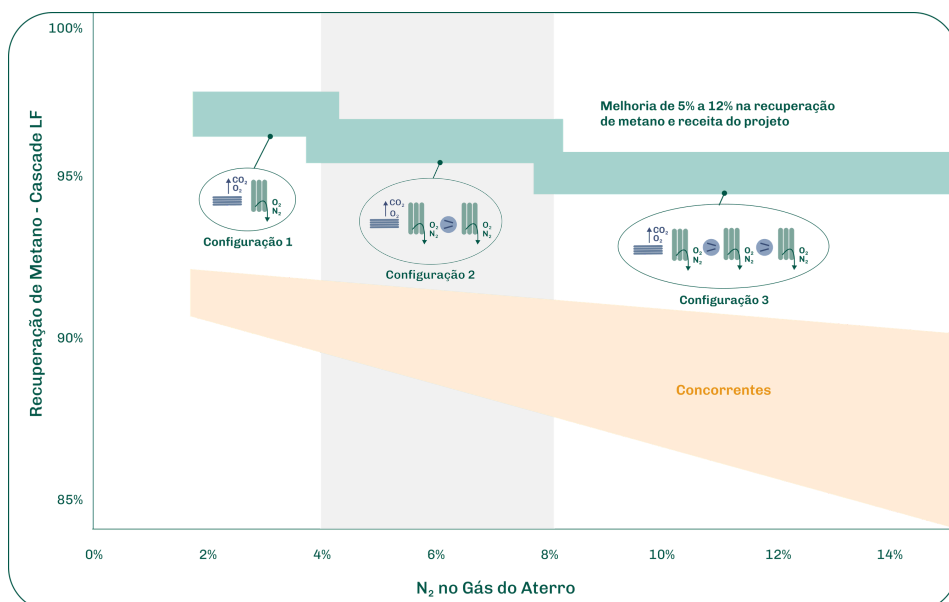 100%
95%
90%
85%
Recuperação de Metano - Cascade LF
Melhoria de 5% a 12% na recuperação
de metano e receita do projeto
CO₂
O₂
O₂
N₂
Configuração 1
CO₂
O₂
O₂
N₂
O₂
N₂
Configuração 2
CO₂
O₂
O₂
N₂
O₂
N₂
O₂
N₂
Configuração 3
Concorrentes
0%
2%
4%
6%
8%
10%
12%
14%
N₂ no Gás do Aterro